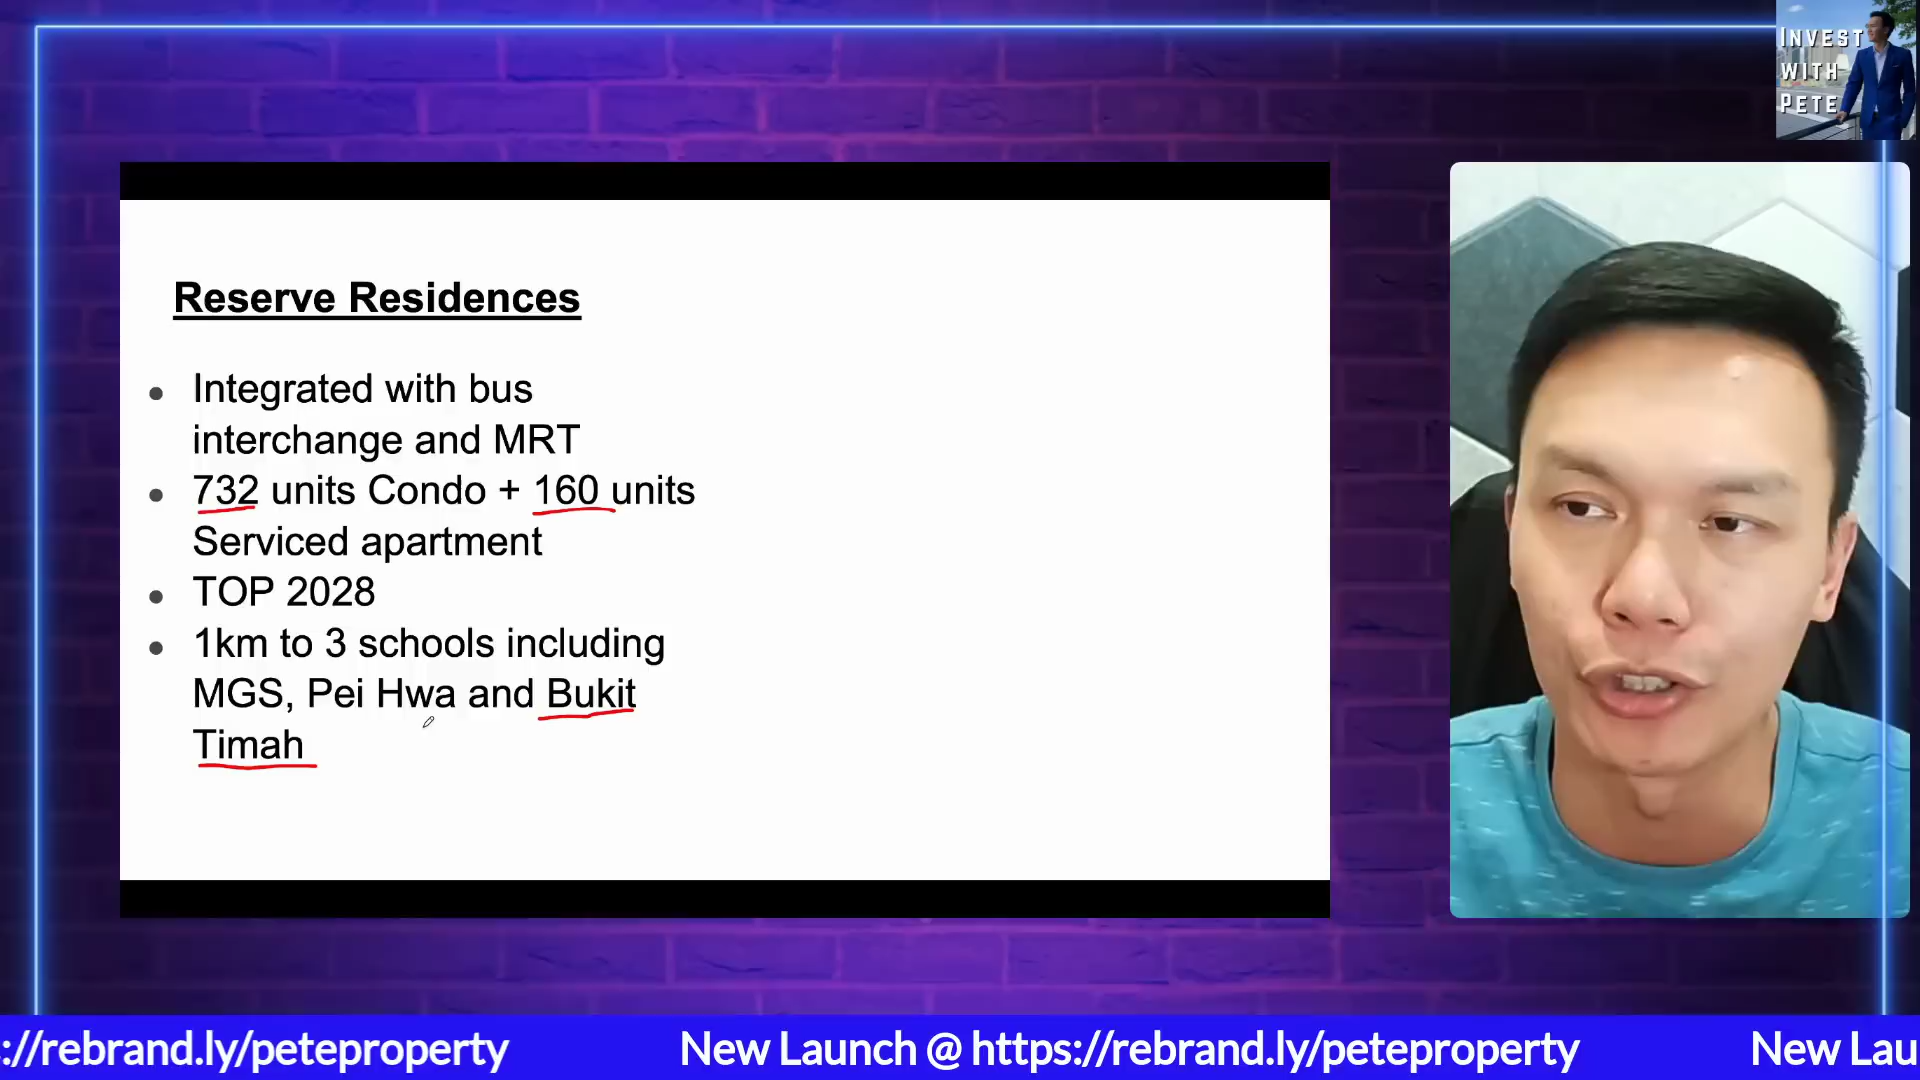 INVEST
WITH
PETE
Reserve Residences
Integrated with bus
interchange and MRT
732 units Condo + 160 units
Serviced apartment
TOP 2028
1km to 3 schools including
MGS, Pei Hwa and Bukit
Timah
://rebrand.ly/peteproperty New Launch @ https://rebrand.ly/peteproperty New Lau